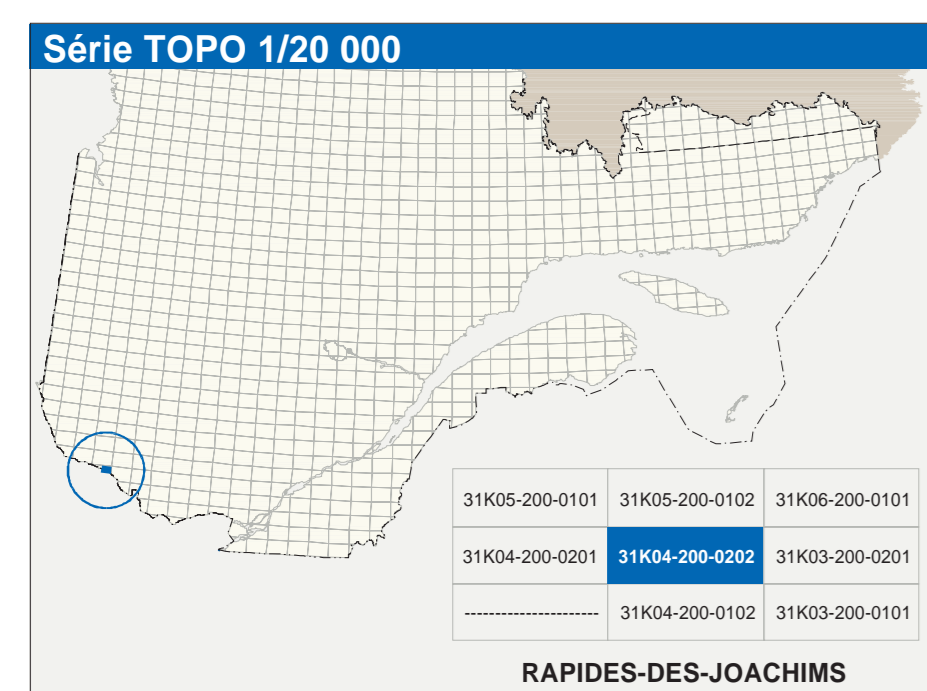 Série TOPO 1/20 000
31K05-200-0101 31K05-200-0102 31K06-200-0101
31K04-200-0201 31K04-200-0202 31K03-200-0201
---------------------- 31K04-200-0102 31K03-200-0101
RAPIDES-DES-JOACHIMS